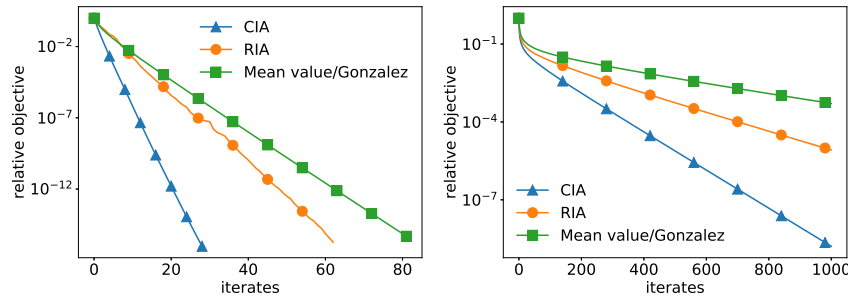 CIA
RIA
Mean value/Gonzalez
relative objective
10⁻²
10⁻⁷
10⁻¹²
0 20 40 60 80
iterates
CIA
RIA
Mean value/Gonzalez
relative objective
10⁻¹
10⁻⁴
10⁻⁷
0 200 400 600 800 1000
iterates